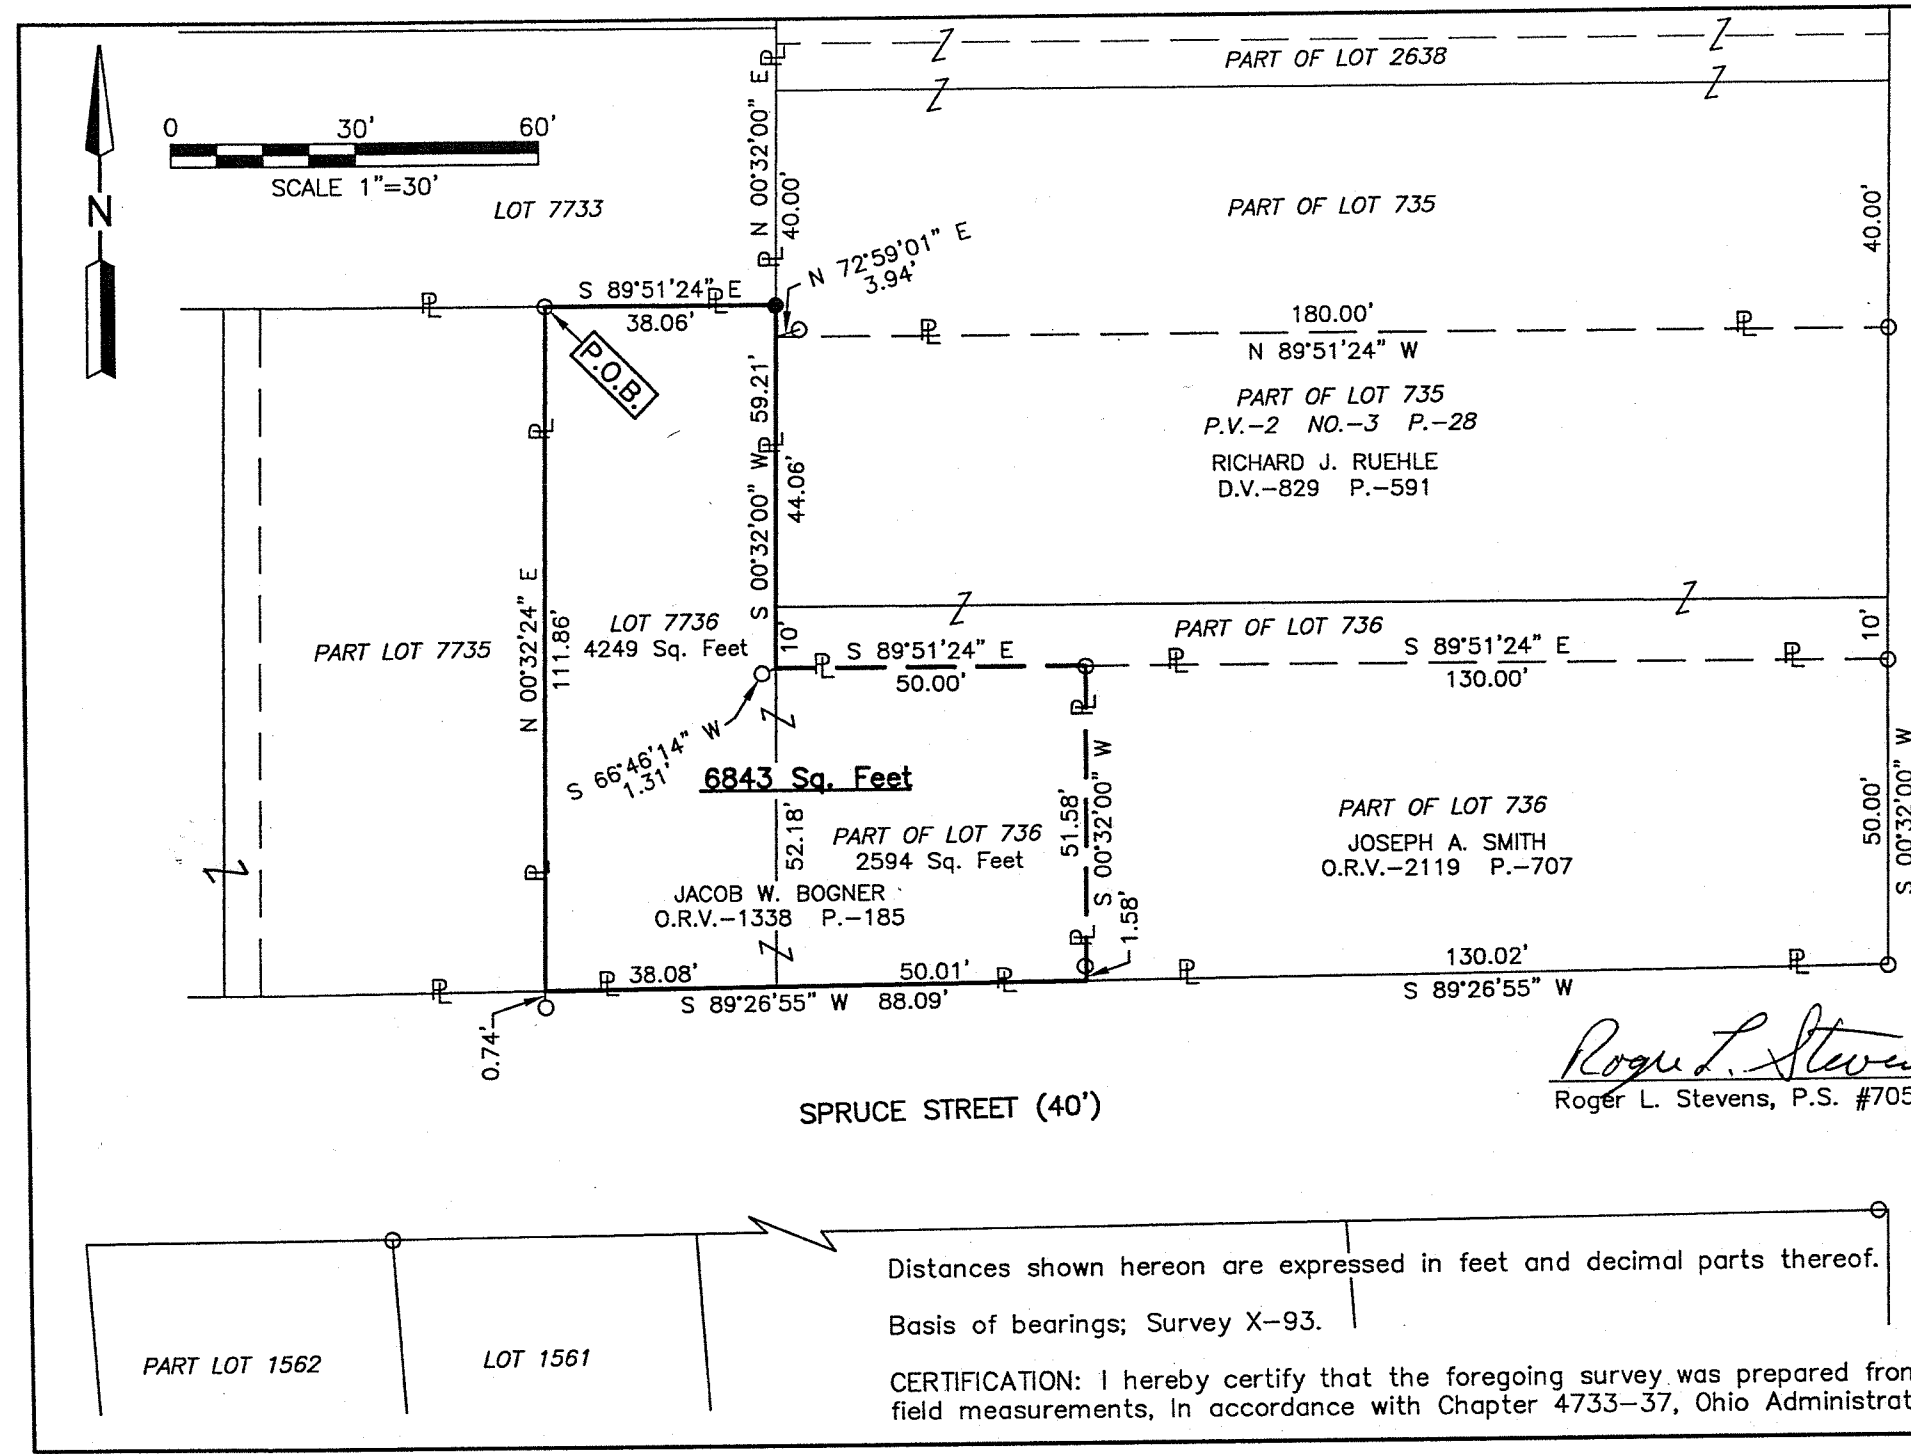 PART OF LOT 2638
0 30' 60'
SCALE 1"=30'
N
LOT 7733
N 00°32'00" E
40.00'
PART OF LOT 735
40.00'
N 72°59'01" E
3.94'
S 89°51'24" E
38.06'
P.O.B.
180.00'
N 89°51'24" W
PART OF LOT 735
P.V.-2 NO.-3 P.-28
RICHARD J. RUEHLE
D.V.-829 P.-591
S 00°32'00" W 59.21'
44.06'
10'
N 00°32'24" E
111.86'
PART LOT 7735
LOT 7736
4249 Sq. Feet
PART OF LOT 736
S 89°51'24" E
50.00'
S 89°51'24" E
130.00'
10'
S 66°46'14" W
1.31'
6843 Sq. Feet
52.18'
PART OF LOT 736
2594 Sq. Feet
51.58'
S 00°32'00" W
1.58'
PART OF LOT 736
JOSEPH A. SMITH
O.R.V.-2119 P.-707
50.00'
S 00°32'00" W
JACOB W. BOGNER
O.R.V.-1338 P.-185
38.08' 50.01'
S 89°26'55" W 88.09'
130.02'
S 89°26'55" W
0.74'
SPRUCE STREET (40')
Roger L. Steven
Roger L. Stevens, P.S. #705
PART LOT 1562
LOT 1561
Distances shown hereon are expressed in feet and decimal parts thereof.
Basis of bearings; Survey X-93.
CERTIFICATION: I hereby certify that the foregoing survey was prepared from
field measurements, In accordance with Chapter 4733-37, Ohio Administrat